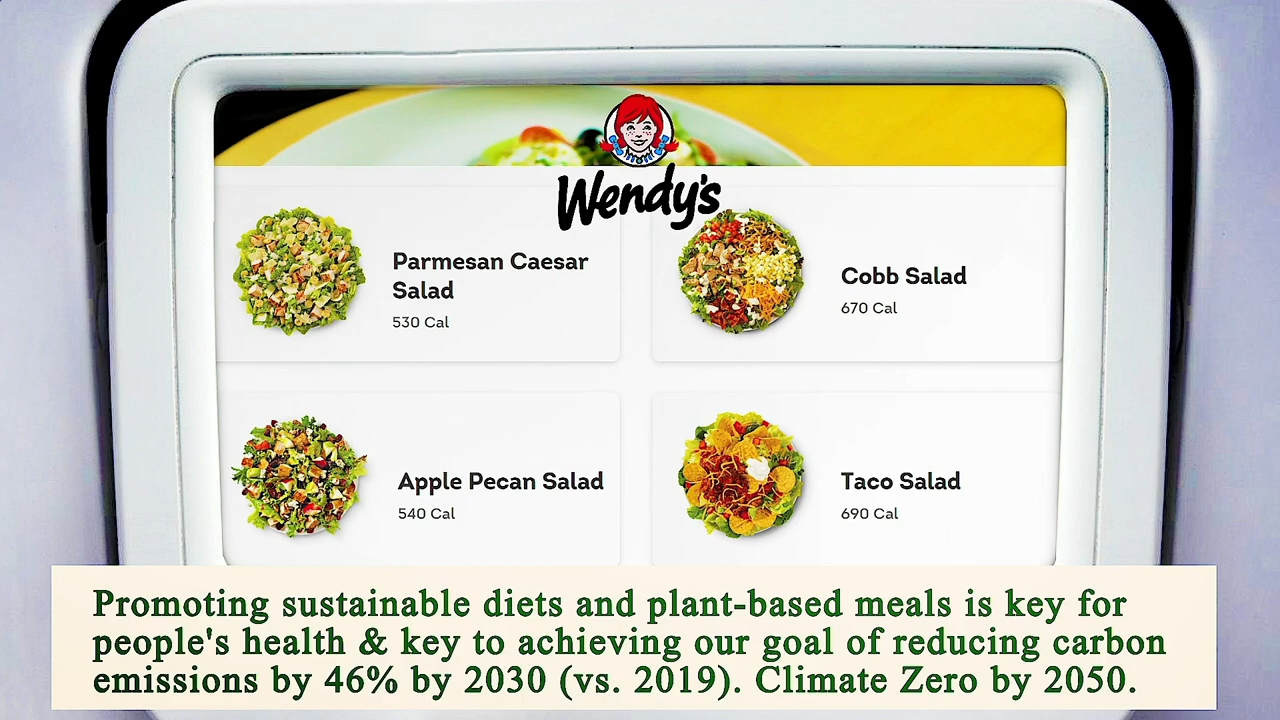 Wendy's
Parmesan Caesar
Salad
530 Cal
Cobb Salad
670 Cal
Apple Pecan Salad
540 Cal
Taco Salad
690 Cal
Promoting sustainable diets and plant-based meals is key for
people's health & key to achieving our goal of reducing carbon
emissions by 46% by 2030 (vs. 2019). Climate Zero by 2050.